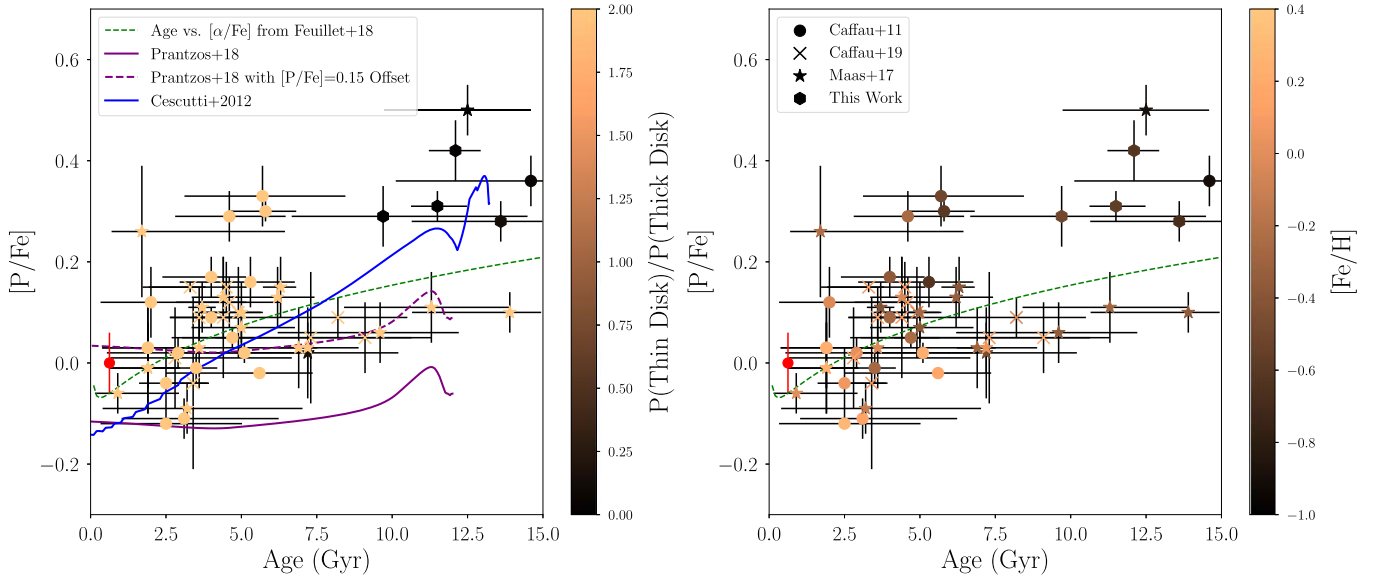 Age vs. [α/Fe] from Feuillet+18
Prantzos+18
Prantzos+18 with [P/Fe]=0.15 Offset
Cescutti+2012
[P/Fe]
0.6
0.4
0.2
0.0
−0.2
0.0
2.5
5.0
7.5
10.0
12.5
15.0
Age (Gyr)
2.00
1.75
1.50
1.25
1.00
0.75
0.50
0.25
0.00
P(Thin Disk)/P(Thick Disk)
Caffau+11
Caffau+19
Maas+17
This Work
[P/Fe]
0.6
0.4
0.2
0.0
−0.2
0.0
2.5
5.0
7.5
10.0
12.5
15.0
Age (Gyr)
0.4
0.2
0.0
−0.2
−0.4
−0.6
−0.8
−1.0
[Fe/H]